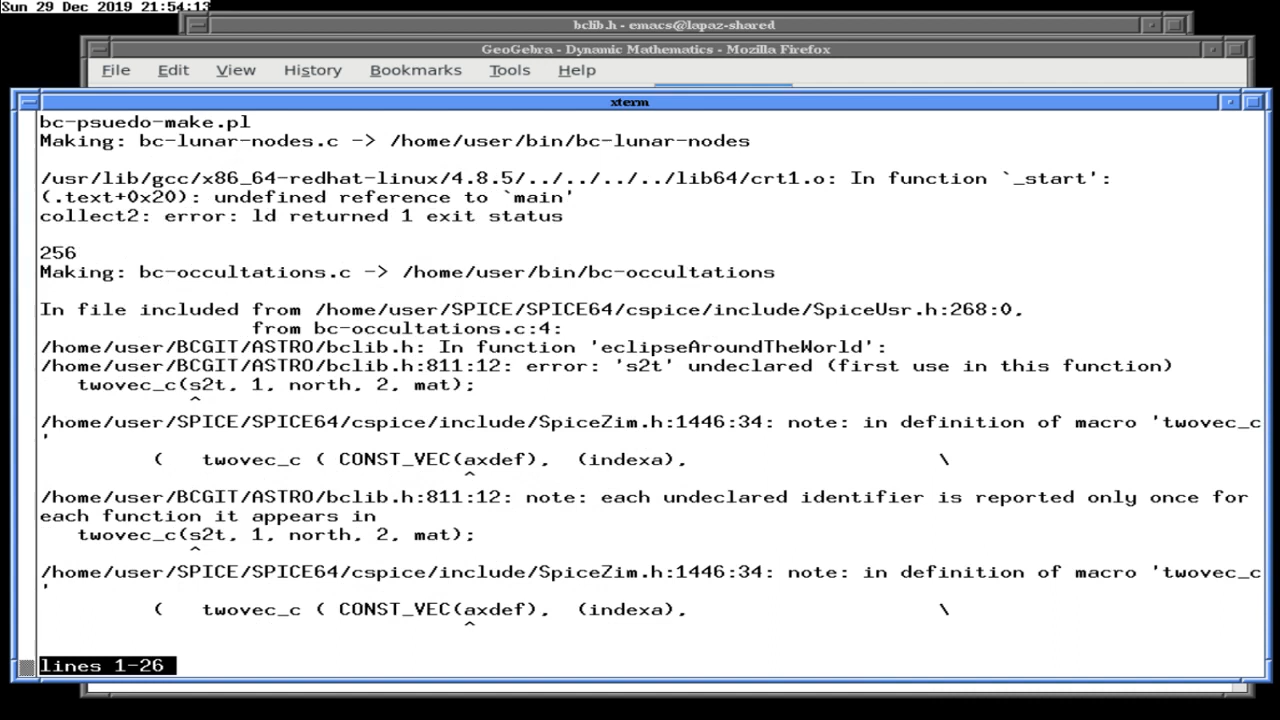 Sun 29 Dec 2019 21:54:13
bclib.h - emacs@lapaz-shared
GeoGebra - Dynamic Mathematics - Mozilla Firefox
File Edit View History Bookmarks Tools Help
xterm
bc-psuedo-make.pl
Making: bc-lunar-nodes.c -> /home/user/bin/bc-lunar-nodes
/usr/lib/gcc/x86_64-redhat-linux/4.8.5/../../../../lib64/crt1.o: In function `_start':
(.text+0x20): undefined reference to `main'
collect2: error: ld returned 1 exit status
256
Making: bc-occultations.c -> /home/user/bin/bc-occultations
In file included from /home/user/SPICE/SPICE64/cspice/include/SpiceUsr.h:268:0,
from bc-occultations.c:4:
/home/user/BCGIT/ASTRO/bclib.h: In function 'eclipseAroundTheWorld':
/home/user/BCGIT/ASTRO/bclib.h:811:12: error: 's2t' undeclared (first use in this function)
twovec_c(s2t, 1, north, 2, mat);
^
/home/user/SPICE/SPICE64/cspice/include/SpiceZim.h:1446:34: note: in definition of macro 'twovec_c
'
( twovec_c ( CONST_VEC(axdef), (indexa), \
^
/home/user/BCGIT/ASTRO/bclib.h:811:12: note: each undeclared identifier is reported only once for
each function it appears in
twovec_c(s2t, 1, north, 2, mat);
^
/home/user/SPICE/SPICE64/cspice/include/SpiceZim.h:1446:34: note: in definition of macro 'twovec_c
'
( twovec_c ( CONST_VEC(axdef), (indexa), \
^
lines 1-26